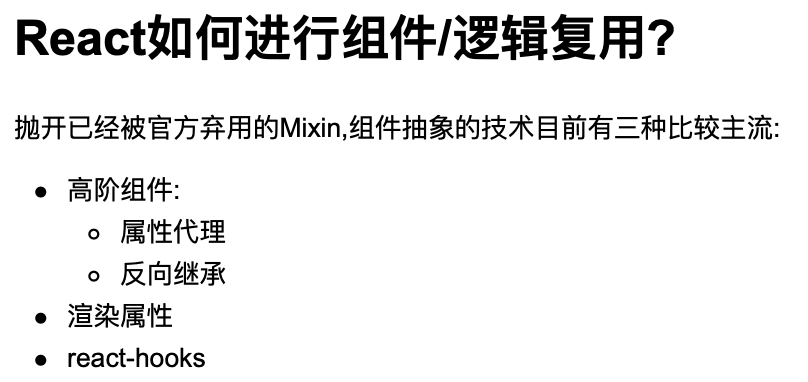 React如何进行组件/逻辑复用?
抛开已经被官方弃用的Mixin,组件抽象的技术目前有三种比较主流:
• 高阶组件:
◦ 属性代理
◦ 反向继承
• 渲染属性
• react-hooks